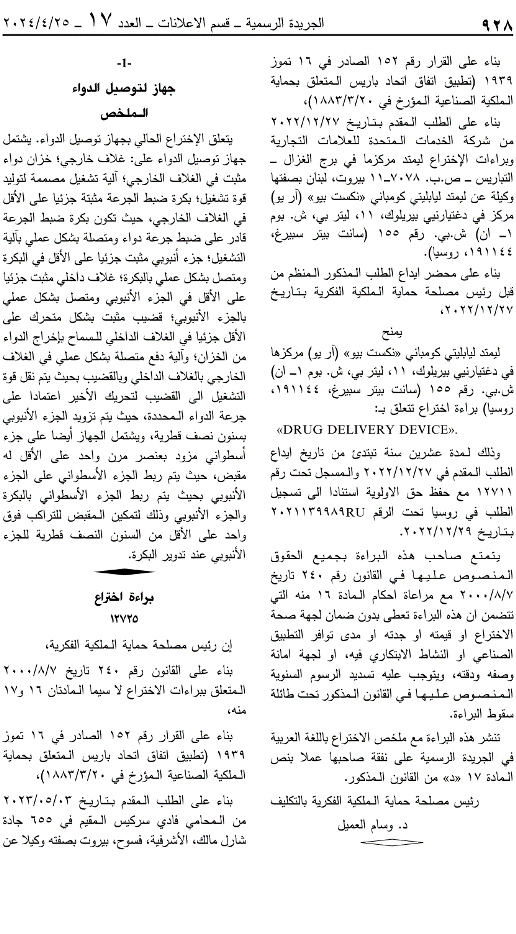 ٩٢٨
الجريدة الرسمية – قسم الاعلانات – العدد ١٧ – ٢٠٢٤/٤/٢٥
بناء على القرار رقم ١٥٢ الصادر في ١٦ تموز
١٩٣٩ (تطبيق اتفاق اتحاد باريس المتعلق بحماية
الملكية الصناعية المؤرخ في ١٨٨٣/٣/٢٠)،
بناء على الطلب المقدم بتاريخ ٢٠٢٢/١٢/٢٧
من شركة الخدمات المتحدة للعلامات التجارية
وبراءات الإختراع ليمتد مركزها في برج الغزال –
التباريس – ص.ب. ٧٠٧٨–١١ بيروت، لبنان بصفتها
وكيلة عن ليمتد ليابليتي كومباني «نكست بيو» (آر يو)
مركز في دغتيارنيي بيريلوك، ١١، ليتر بي، ش. بوم
١– ان) ش.بي. رقم ١٥٥ (سانت بيتر سبيرغ،
١٩١١٤٤، روسيا).
بناء على محضر ايداع الطلب المذكور المنظم من
قبل رئيس مصلحة حماية الملكية الفكرية بتاريخ
٢٠٢٢/١٢/٢٧،
يمنح
ليمتد ليابليتي كومباني «نكست بيو» (آر يو) مركزها
في دغتيارنيي بيريلوك، ١١، ليتر بي، ش. بوم ١– ان)
ش.بي. رقم ١٥٥ (سانت بيتر سبيرغ، ١٩١١٤٤،
روسيا) براءة اختراع تتعلق بـ:
«DRUG DELIVERY DEVICE».
وذلك لمدة عشرين سنة تبتدئ من تاريخ ايداع
الطلب المقدم في ٢٠٢٢/١٢/٢٧ والمسجل تحت رقم
١٢٧١١ مع حفظ حق الاولوية استنادا الى تسجيل
الطلب في روسيا تحت الرقم ٢٠٢١١٣٩٩٨٩RU
بتاريخ ٢٠٢٢/١٢/٢٩.
يتمتع صاحب هذه البراءة بجميع الحقوق
المنصوص عليها في القانون رقم ٢٤٠ تاريخ
٢٠٠٠/٨/٧ مع مراعاة احكام المادة ١٦ منه التي
تتضمن ان هذه البراءة تعطى بدون ضمان لجهة صحة
الاختراع او قيمته او جدته او مدى توافر التطبيق
الصناعي او النشاط الابتكاري فيه، او لجهة امانة
وصفه ودقته، ويتوجب عليه تسديد الرسوم السنوية
المنصوص عليها في القانون المذكور تحت طائلة
سقوط البراءة.
تنشر هذه البراءة مع ملخص الاختراع باللغة العربية
في الجريدة الرسمية على نفقة صاحبها عملا بنص
المادة ١٧ «د» من القانون المذكور.
رئيس مصلحة حماية الملكية الفكرية بالتكليف
د. وسام العميل
-١-
جهاز لتوصيل الدواء
الملخص
يتعلق الإختراع الحالي بجهاز توصيل الدواء. يشتمل
جهاز توصيل الدواء على: غلاف خارجي؛ خزان دواء
مثبت في الغلاف الخارجي؛ آلية تشغيل مصممة لتوليد
قوة تشغيل؛ بكرة ضبط الجرعة مثبتة جزئيا على الأقل
في الغلاف الخارجي، حيث تكون بكرة ضبط الجرعة
قادر على ضبط جرعة دواء ومتصلة بشكل عملي بآلية
التشغيل؛ جزء أنبوبي مثبت جزئيا على الأقل في البكرة
ومتصل بشكل عملي بالبكرة؛ غلاف داخلي مثبت جزئيا
على الأقل في الجزء الأنبوبي ومتصل بشكل عملي
بالجزء الأنبوبي؛ قضيب مثبت بشكل متحرك على
الأقل جزئيا في الغلاف الداخلي للسماح بإخراج الدواء
من الخزان؛ وآلية دفع متصلة بشكل عملي في الغلاف
الخارجي بالغلاف الداخلي وبالقضيب بحيث يتم نقل قوة
التشغيل الى القضيب لتحريك الأخير اعتمادا على
جرعة الدواء المحددة، حيث يتم تزويد الجزء الأنبوبي
بسنون نصف قطرية، ويشتمل الجهاز أيضا على جزء
أسطواني مزود بعنصر مرن واحد على الأقل له
مقبض، حيث يتم ربط الجزء الأسطواني على الجزء
الأنبوبي بحيث يتم ربط الجزء الأسطواني بالبكرة
والجزء الأنبوبي وذلك لتمكين المقبض للتراكب فوق
واحد على الأقل من السنون النصف قطرية للجزء
الأنبوبي عند تدوير البكرة.
براءة اختراع
١٢٧٢٥
إن رئيس مصلحة حماية الملكية الفكرية،
بناء على القانون رقم ٢٤٠ تاريخ ٢٠٠٠/٨/٧
المتعلق ببراءات الاختراع لا سيما المادتان ١٦ و١٧
منه،
بناء على القرار رقم ١٥٢ الصادر في ١٦ تموز
١٩٣٩ (تطبيق اتفاق اتحاد باريس المتعلق بحماية
الملكية الصناعية المؤرخ في ١٨٨٣/٣/٢٠)،
بناء على الطلب المقدم بتاريخ ٢٠٢٣/٠٥/٠٣
من المحامي فادي سركيس المقيم في ٦٥٥ جادة
شارل مالك، الأشرفية، فسوح، بيروت بصفته وكيلا عن